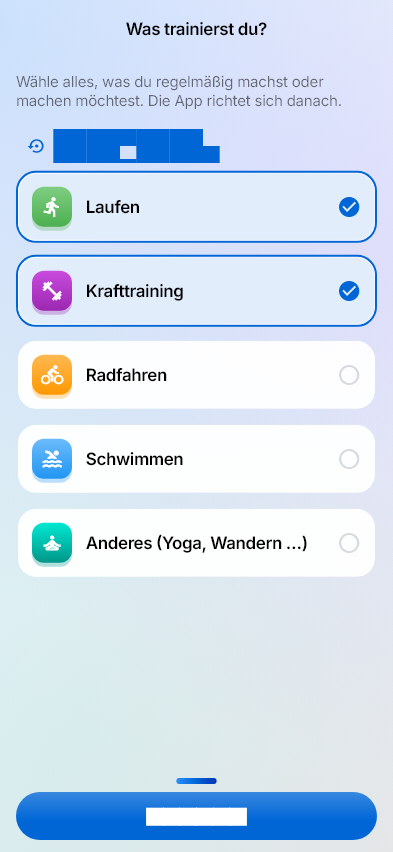 Was trainierst du?
Wähle alles, was du regelmäßig machst oder
machen möchtest. Die App richtet sich danach.
Laufen
Krafttraining
Radfahren
Schwimmen
Anderes (Yoga, Wandern ...)